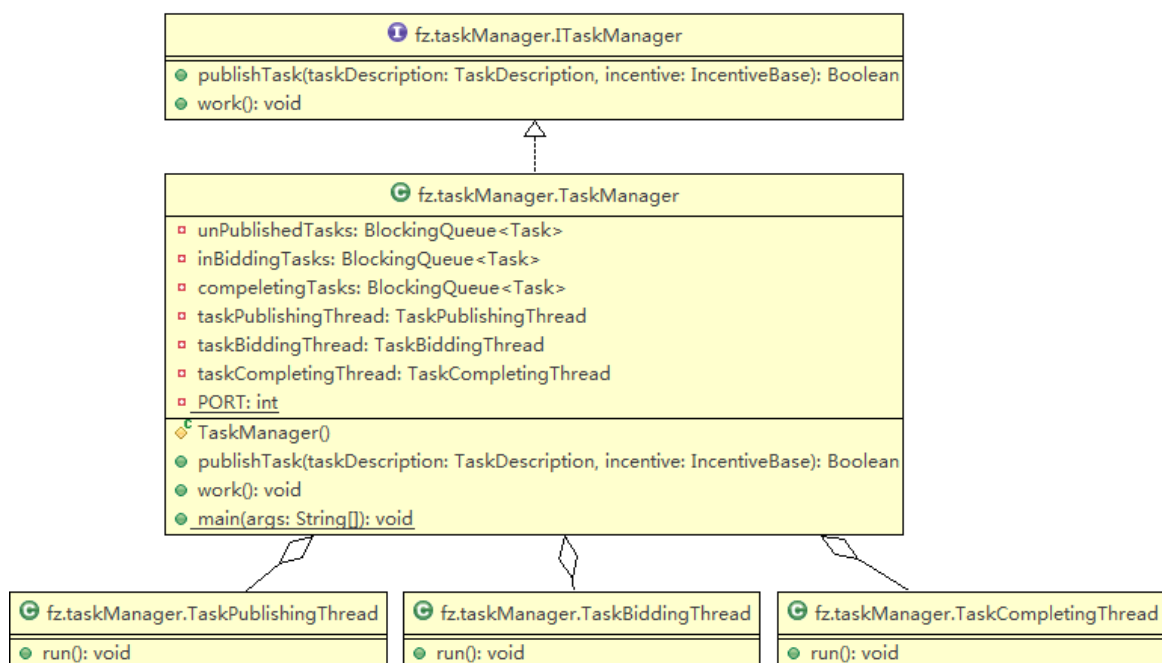 fz.taskManager.ITaskManager
publishTask(taskDescription: TaskDescription, incentive: IncentiveBase): Boolean
work(): void
fz.taskManager.TaskManager
unPublishedTasks: BlockingQueue<Task>
inBiddingTasks: BlockingQueue<Task>
compeletingTasks: BlockingQueue<Task>
taskPublishingThread: TaskPublishingThread
taskBiddingThread: TaskBiddingThread
taskCompletingThread: TaskCompletingThread
PORT: int
TaskManager()
publishTask(taskDescription: TaskDescription, incentive: IncentiveBase): Boolean
work(): void
main(args: String[]): void
fz.taskManager.TaskPublishingThread
run(): void
fz.taskManager.TaskBiddingThread
run(): void
fz.taskManager.TaskCompletingThread
run(): void